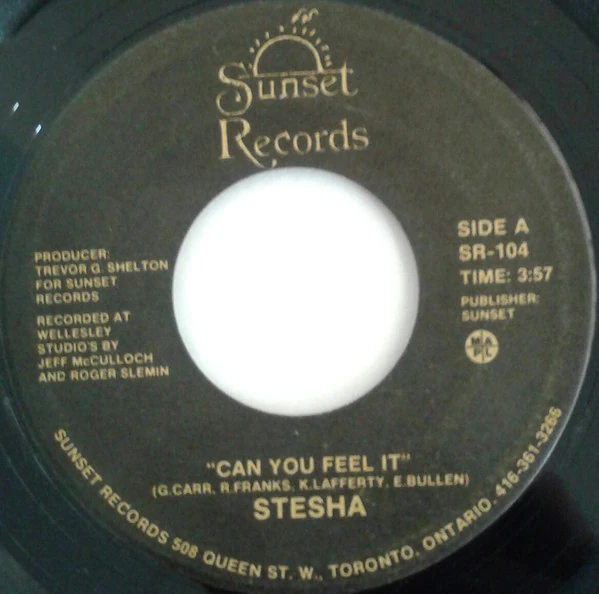 Sunset
Records
PRODUCER:
TREVOR G. SHELTON
FOR SUNSET
RECORDS
RECORDED AT
WELLESLEY
STUDIO'S BY
JEFF McCULLOCH
AND ROGER SLEMIN
SIDE A
SR-104
TIME: 3:57
PUBLISHER:
SUNSET
MA
PL
"CAN YOU FEEL IT"
(G.CARR, R.FRANKS, K.LAFFERTY, E.BULLEN)
STESHA
SUNSET RECORDS 508 QUEEN ST. W., TORONTO, ONTARIO. 416-361-3266